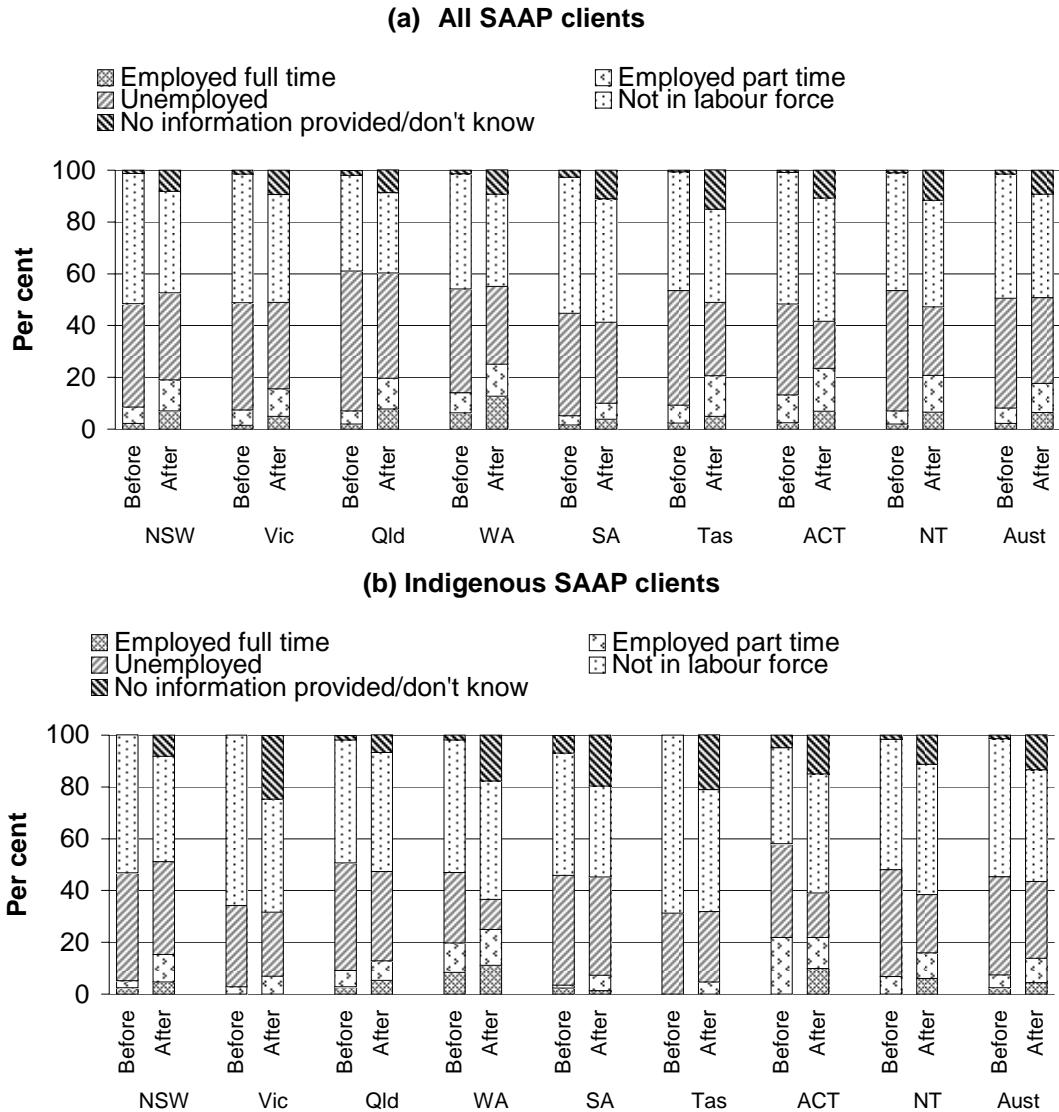 (a) All SAAP clients
Employed full time Employed part time
Unemployed Not in labour force
No information provided/don't know
Per cent
100
80
60
40
20
0
Before After Before After Before After Before After Before After Before After Before After Before After Before After
NSW Vic Qld WA SA Tas ACT NT Aust
(b) Indigenous SAAP clients
Employed full time Employed part time
Unemployed Not in labour force
No information provided/don't know
Per cent
100
80
60
40
20
0
Before After Before After Before After Before After Before After Before After Before After Before After Before After
NSW Vic Qld WA SA Tas ACT NT Aust